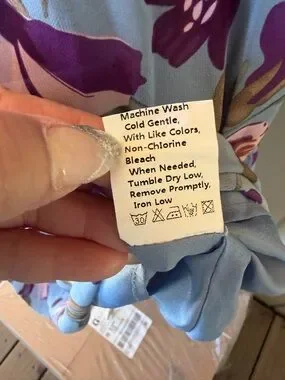 Machine Wash
Cold Gentle,
With Like Colors,
Non-Chlorine
Bleach
When Needed,
Tumble Dry Low,
Remove Promptly,
Iron Low
30